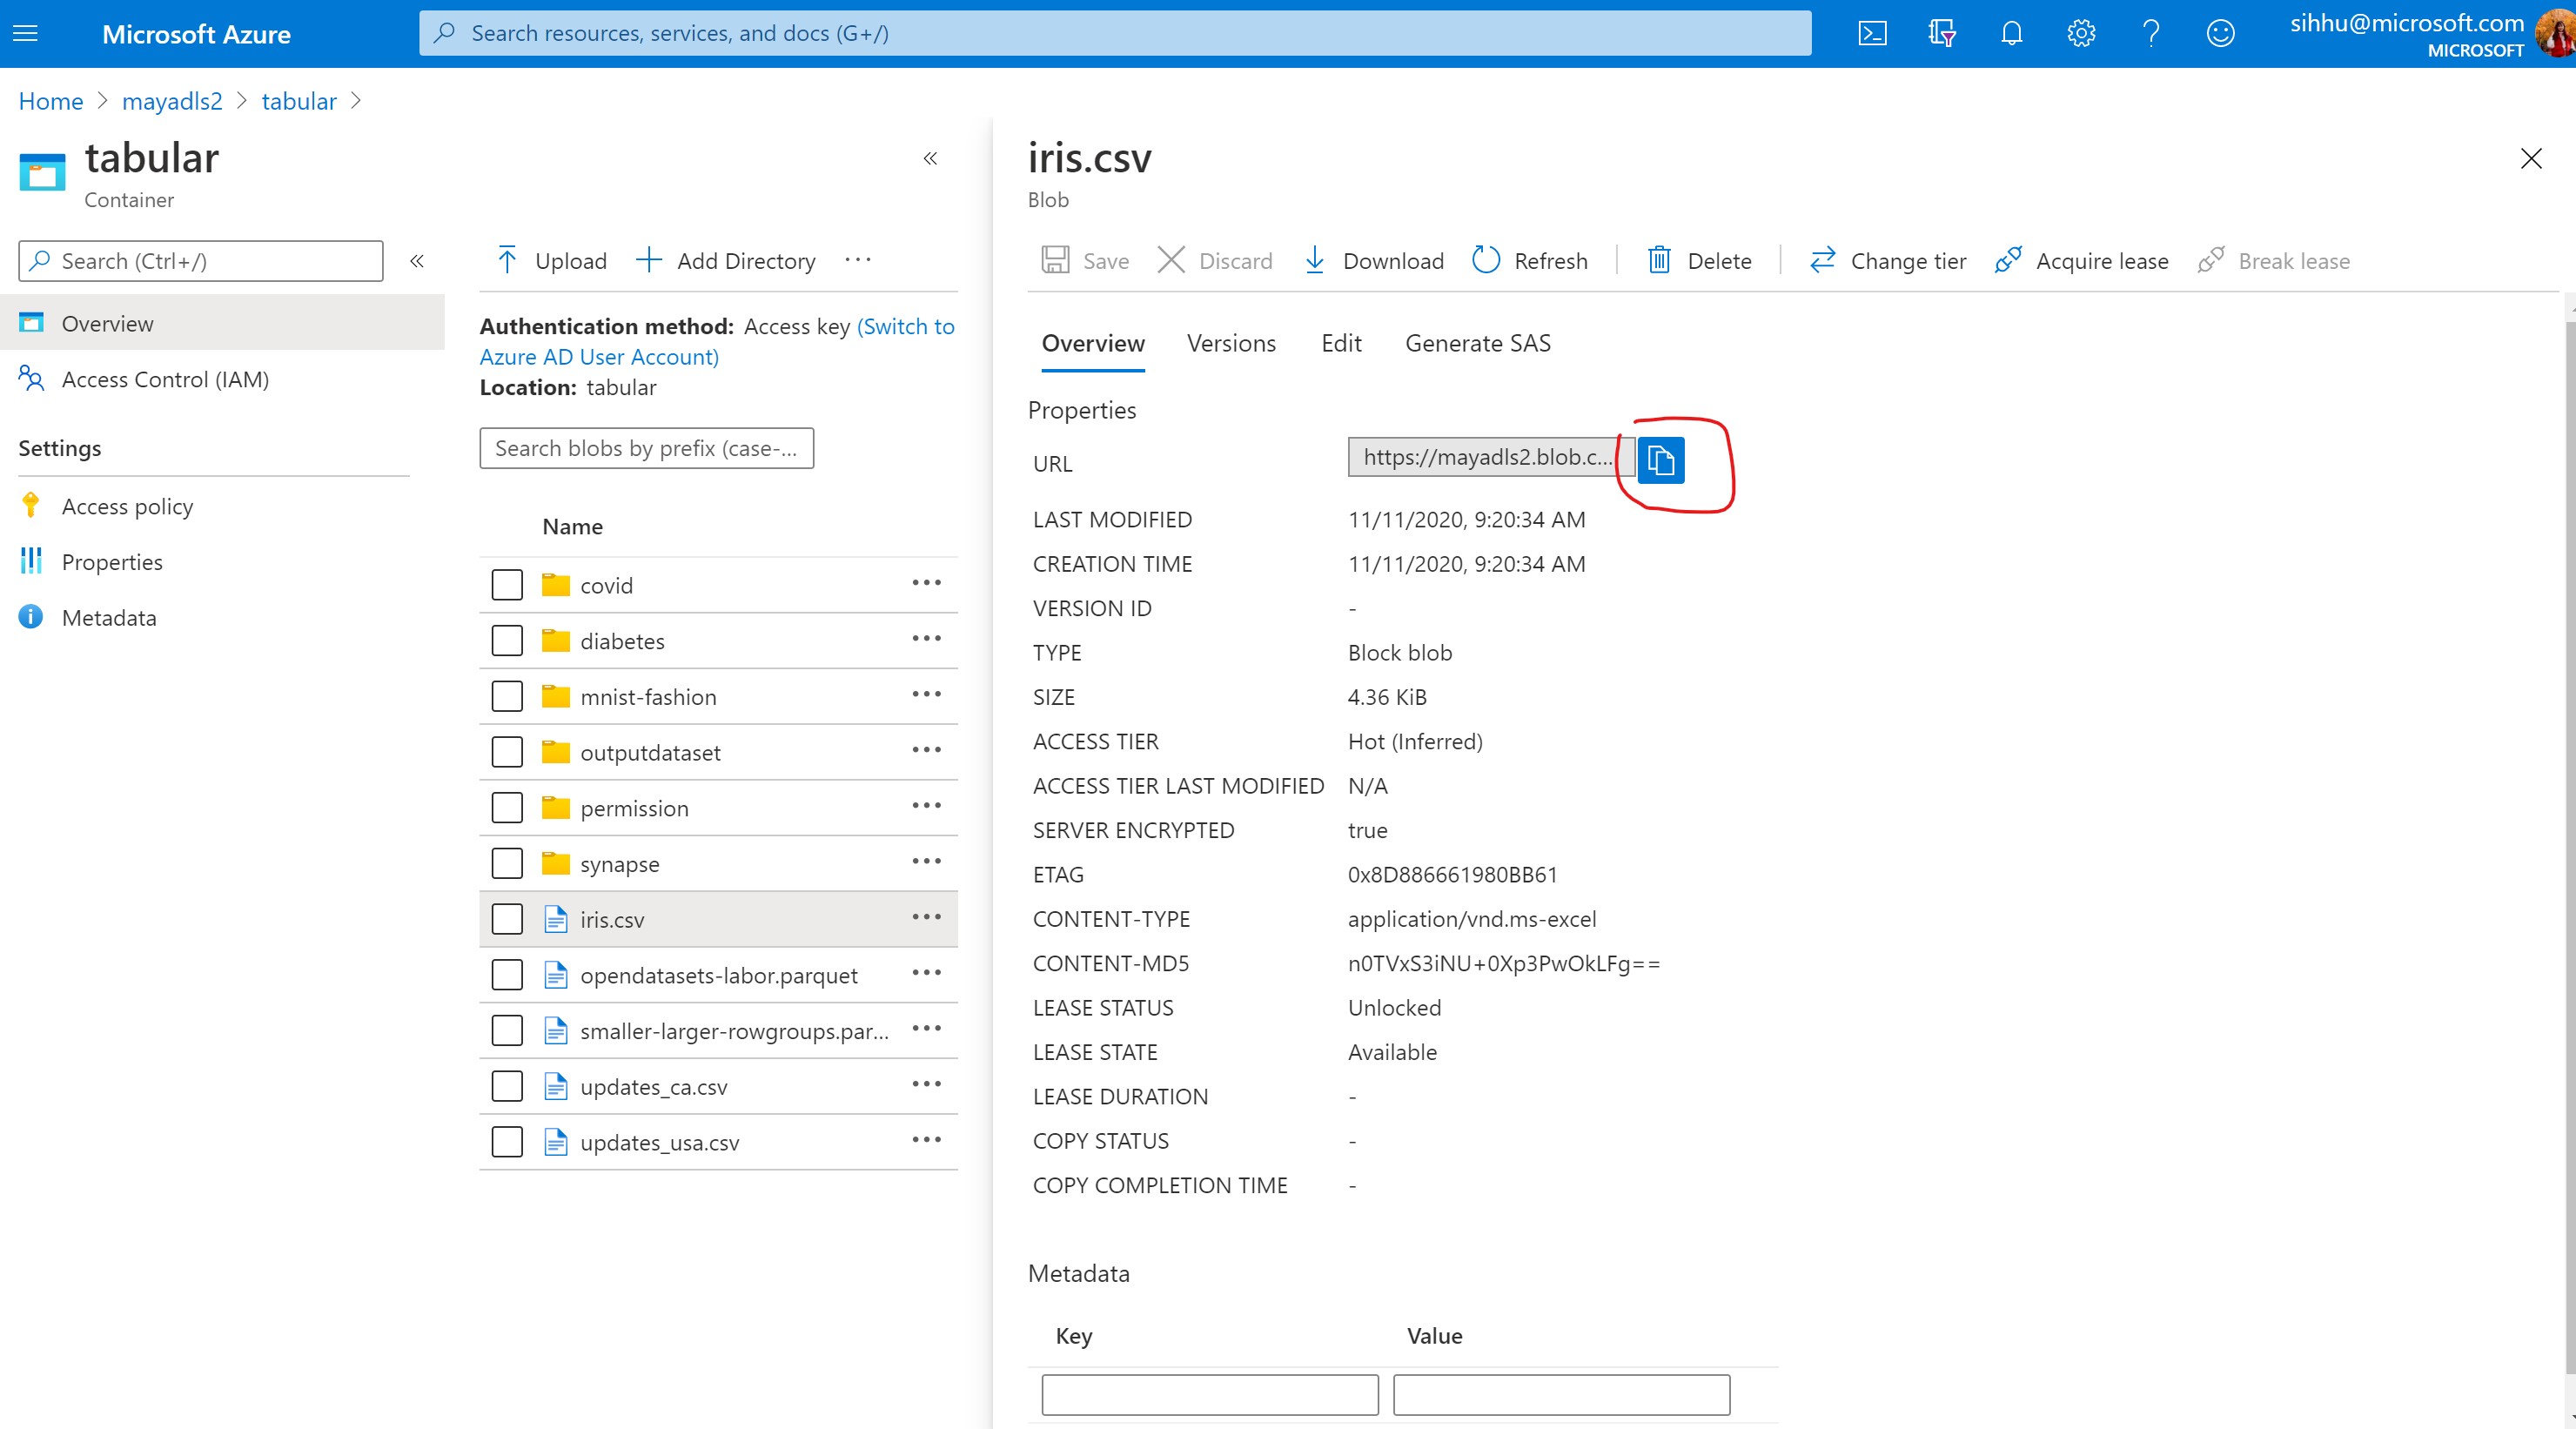 Microsoft Azure
Search resources, services, and docs (G+/)
sihhu@microsoft.com
MICROSOFT
Home > mayadls2 > tabular >
tabular
Container
Search (Ctrl+/)
Overview
Access Control (IAM)
Settings
Access policy
Properties
Metadata
Upload
Add Directory
Authentication method: Access key (Switch to
Azure AD User Account)
Location: tabular
Search blobs by prefix (case-...
Name
covid
diabetes
mnist-fashion
outputdataset
permission
synapse
iris.csv
opendatasets-labor.parquet
smaller-larger-rowgroups.par...
updates_ca.csv
updates_usa.csv
iris.csv
Blob
Save
Discard
Download
Refresh
Delete
Change tier
Acquire lease
Break lease
Overview
Versions
Edit
Generate SAS
Properties
URL https://mayadls2.blob.c...
LAST MODIFIED 11/11/2020, 9:20:34 AM
CREATION TIME 11/11/2020, 9:20:34 AM
VERSION ID -
TYPE Block blob
SIZE 4.36 KiB
ACCESS TIER Hot (Inferred)
ACCESS TIER LAST MODIFIED N/A
SERVER ENCRYPTED true
ETAG 0x8D886661980BB61
CONTENT-TYPE application/vnd.ms-excel
CONTENT-MD5 n0TVxS3iNU+0Xp3PwOkLFg==
LEASE STATUS Unlocked
LEASE STATE Available
LEASE DURATION -
COPY STATUS -
COPY COMPLETION TIME -
Metadata
Key Value